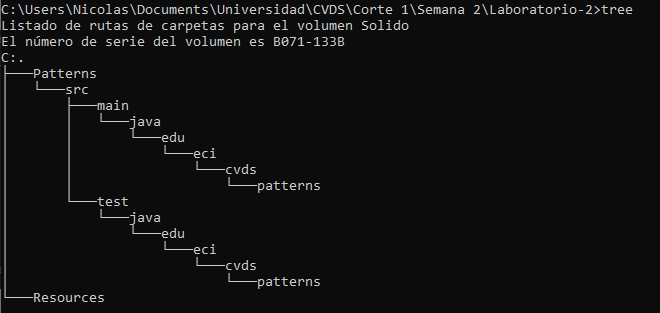 C:\Users\Nicolas\Documents\Universidad\CVDS\Corte 1\Semana 2\Laboratorio-2>tree
Listado de rutas de carpetas para el volumen Solido
El número de serie del volumen es B071-133B
C:.
├───Patterns
│   └───src
│       ├───main
│       │   └───java
│       │       └───edu
│       │           └───eci
│       │               └───cvds
│       │                   └───patterns
│       └───test
│           └───java
│               └───edu
│                   └───eci
│                       └───cvds
│                           └───patterns
└───Resources